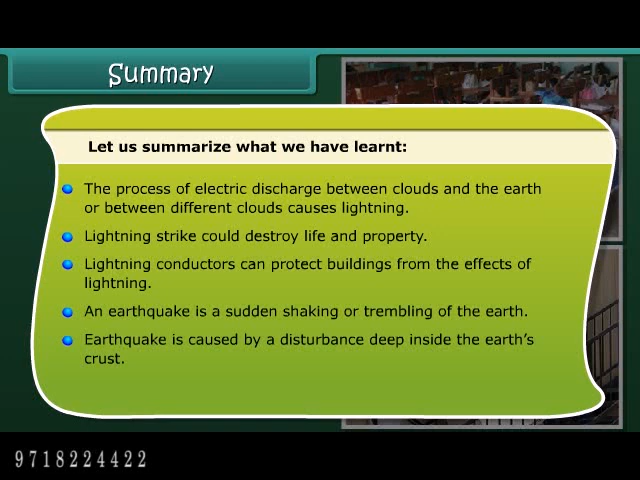 Summary
Let us summarize what we have learnt:
The process of electric discharge between clouds and the earth
or between different clouds causes lightning.
Lightning strike could destroy life and property.
Lightning conductors can protect buildings from the effects of
lightning.
An earthquake is a sudden shaking or trembling of the earth.
Earthquake is caused by a disturbance deep inside the earth’s
crust.
9718224422